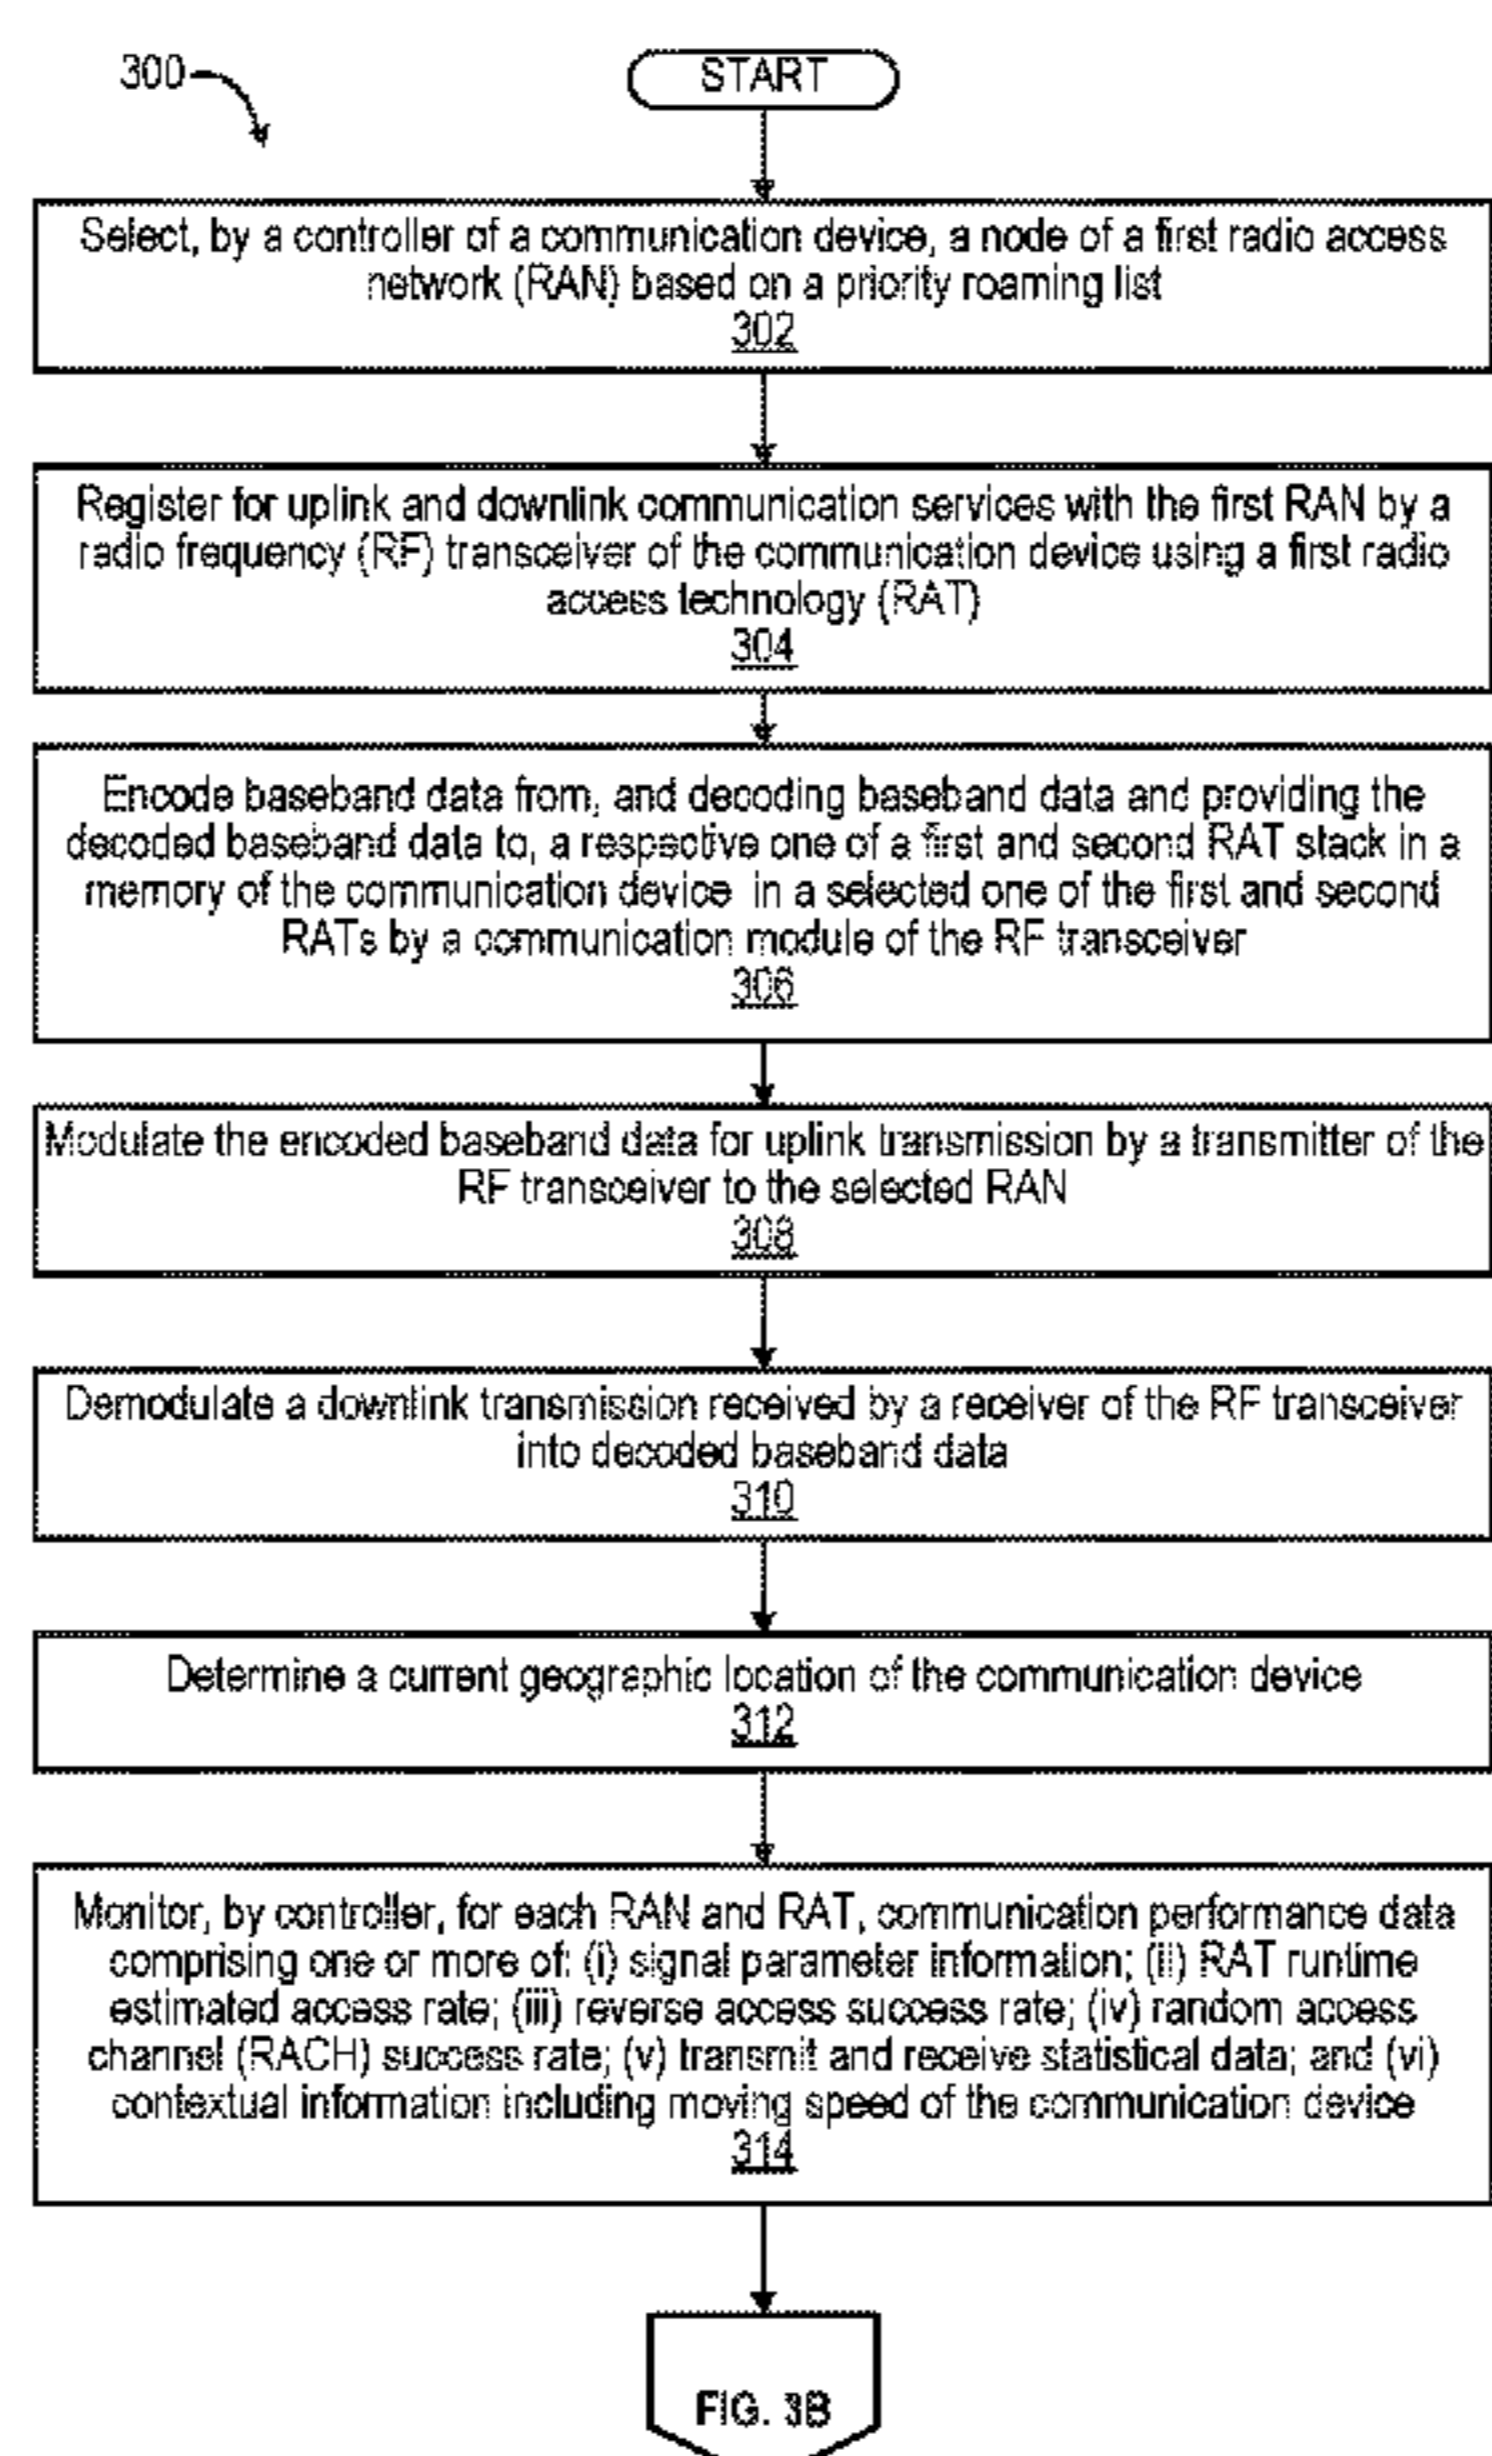 300
START
Select, by a controller of a communication device, a node of a first radio access
network (RAN) based on a priority roaming list
302
Register for uplink and downlink communication services with the first RAN by a
radio frequency (RF) transceiver of the communication device using a first radio
access technology (RAT)
304
Encode baseband data from, and decoding baseband data and providing the
decoded baseband data to, a respective one of a first and second RAT stack in a
memory of the communication device in a selected one of the first and second
RATs by a communication module of the RF transceiver
306
Modulate the encoded baseband data for uplink transmission by a transmitter of the
RF transceiver to the selected RAN
308
Demodulate a downlink transmission received by a receiver of the RF transceiver
into decoded baseband data
310
Determine a current geographic location of the communication device
312
Monitor, by controller, for each RAN and RAT, communication performance data
comprising one or more of: (i) signal parameter information; (ii) RAT runtime
estimated access rate; (iii) reverse access success rate; (iv) random access
channel (RACH) success rate; (v) transmit and receive statistical data; and (vi)
contextual information including moving speed of the communication device
314
FIG. 3B